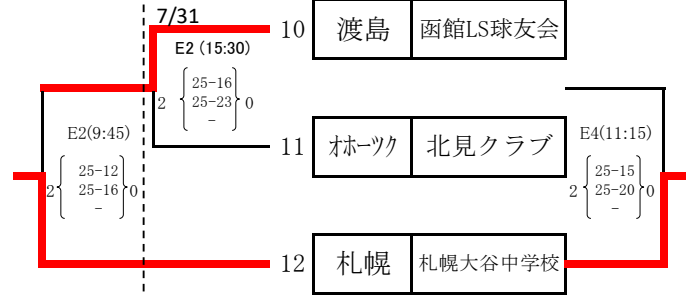 7/31
10 渡島 函館LS球友会
E2 (15:30)
2 25-16 0
25-23
-
11 ｵﾎｰﾂｸ 北見クラブ
E2(9:45)
2 25-12 0
25-16
-
E4(11:15)
2 25-15 0
25-20
-
12 札幌 札幌大谷中学校